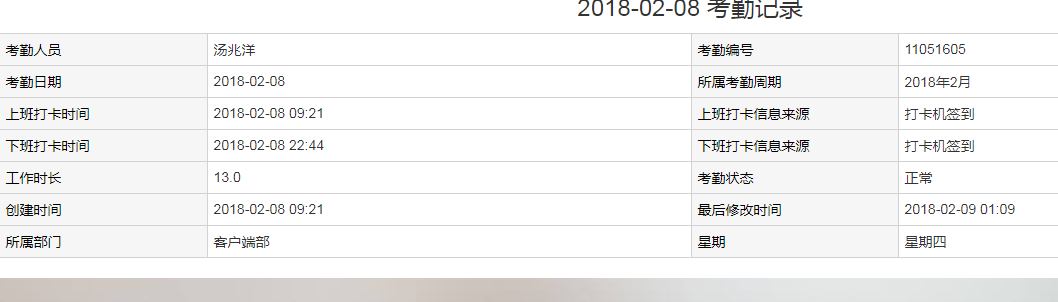 2018-02-08 考勤记录
考勤人员 汤兆洋 考勤编号 11051605
考勤日期 2018-02-08 所属考勤周期 2018年2月
上班打卡时间 2018-02-08 09:21 上班打卡信息来源 打卡机签到
下班打卡时间 2018-02-08 22:44 下班打卡信息来源 打卡机签到
工作时长 13.0 考勤状态 正常
创建时间 2018-02-08 09:21 最后修改时间 2018-02-09 01:09
所属部门 客户端部 星期 星期四